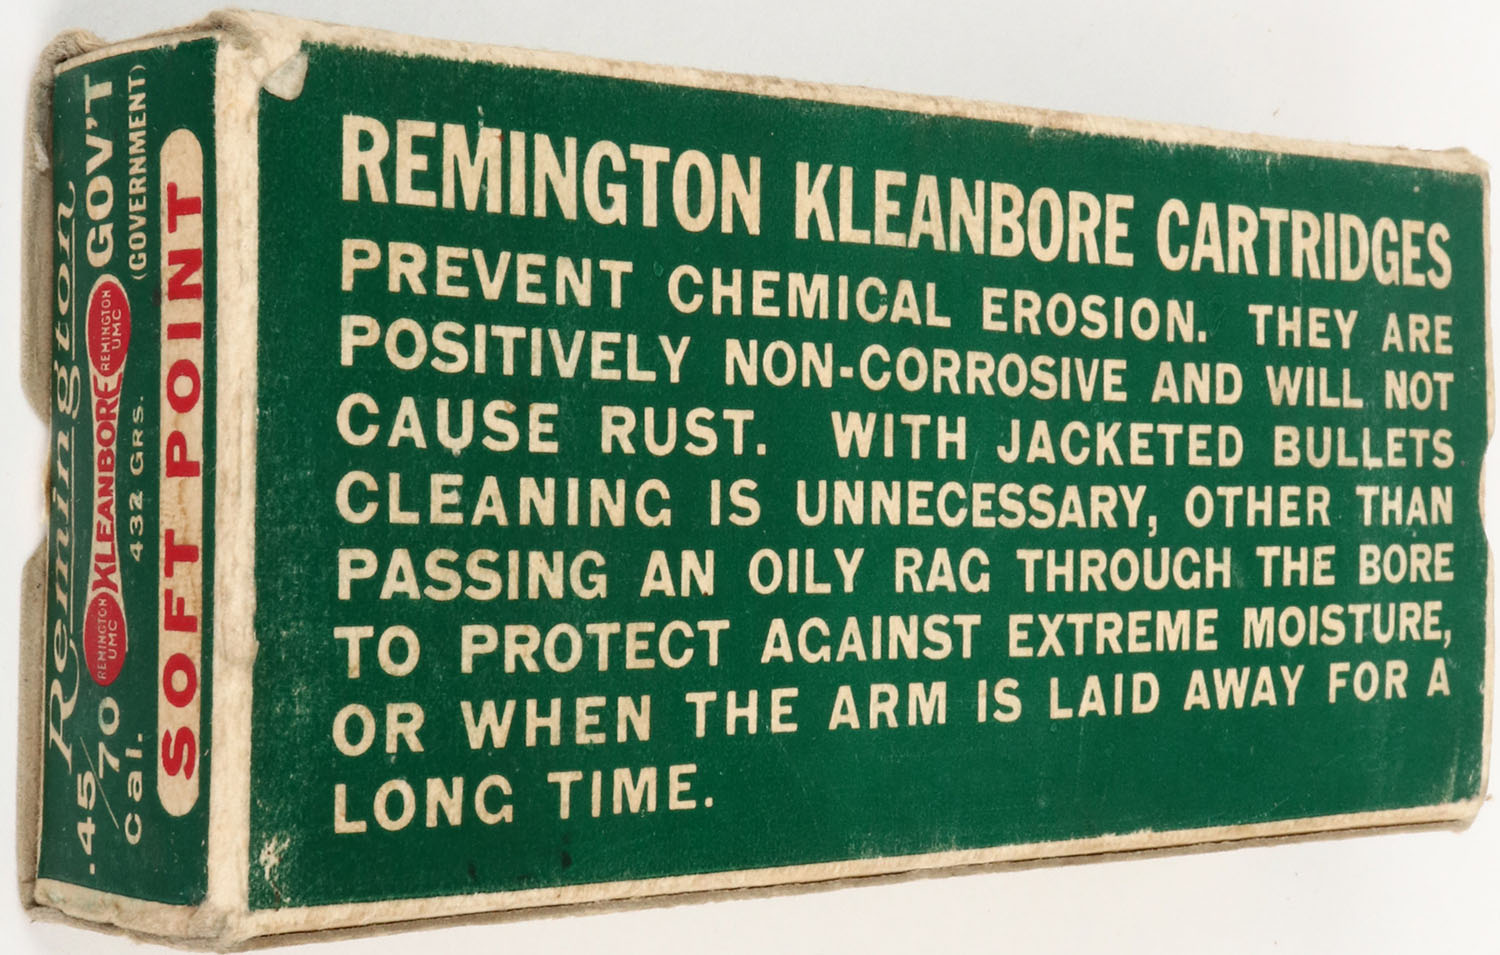 REMINGTON KLEANBORE CARTRIDGES
PREVENT CHEMICAL EROSION. THEY ARE
POSITIVELY NON-CORROSIVE AND WILL NOT
CAUSE RUST. WITH JACKETED BULLETS
CLEANING IS UNNECESSARY, OTHER THAN
PASSING AN OILY RAG THROUGH THE BORE
TO PROTECT AGAINST EXTREME MOISTURE,
OR WHEN THE ARM IS LAID AWAY FOR A
LONG TIME.
Remington
.45/70 REMINGTON UMC KLEANBORE REMINGTON UMC GOV'T
Cal. 432 GRS. (GOVERNMENT)
SOFT POINT